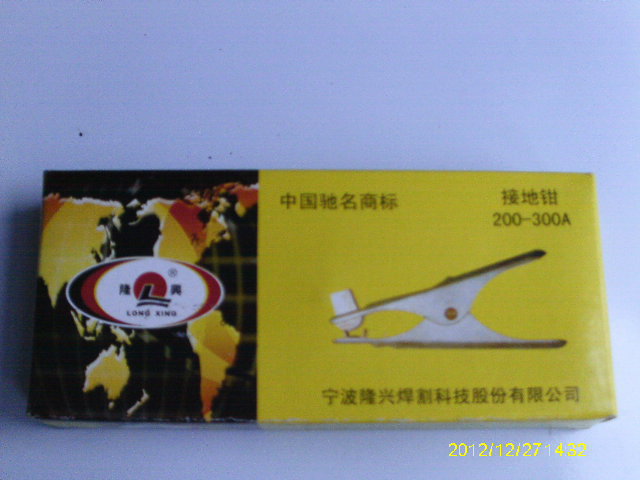 中国驰名商标
接地钳
200-300A
隆 興
®
LONG XING
宁波隆兴焊割科技股份有限公司
2012/12/27 14:32